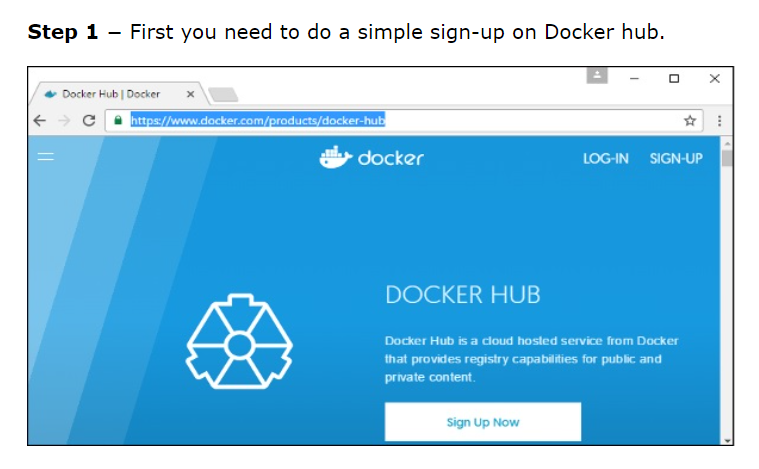 Step 1 − First you need to do a simple sign-up on Docker hub.
Docker Hub | Docker
https://www.docker.com/products/docker-hub
docker
LOG-IN SIGN-UP
DOCKER HUB
Docker Hub is a cloud hosted service from Docker
that provides registry capabilities for public and
private content.
Sign Up Now